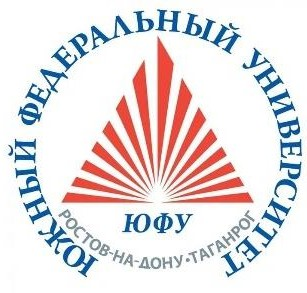 ЮЖНЫЙ ФЕДЕРАЛЬНЫЙ УНИВЕРСИТЕТ
ЮФУ
РОСТОВ-НА-ДОНУ·ТАГАНРОГ